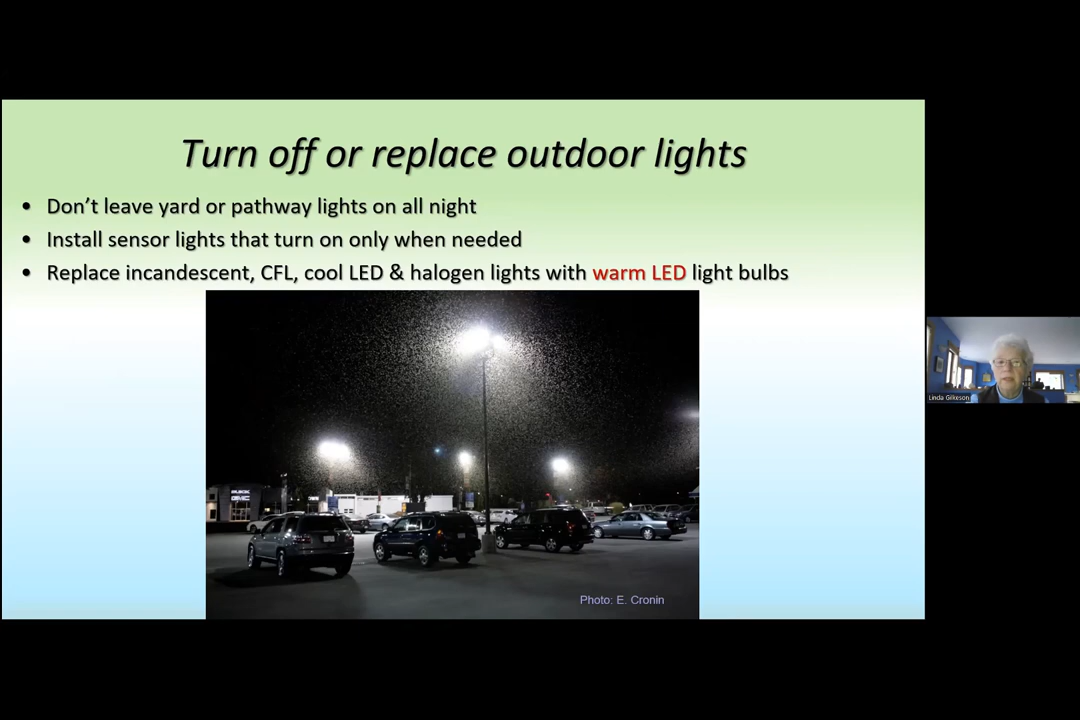 Turn off or replace outdoor lights
• Don’t leave yard or pathway lights on all night
• Install sensor lights that turn on only when needed
• Replace incandescent, CFL, cool LED & halogen lights with warm LED light bulbs
BUICK
GMC
Photo: E. Cronin
Linda Gilkeson